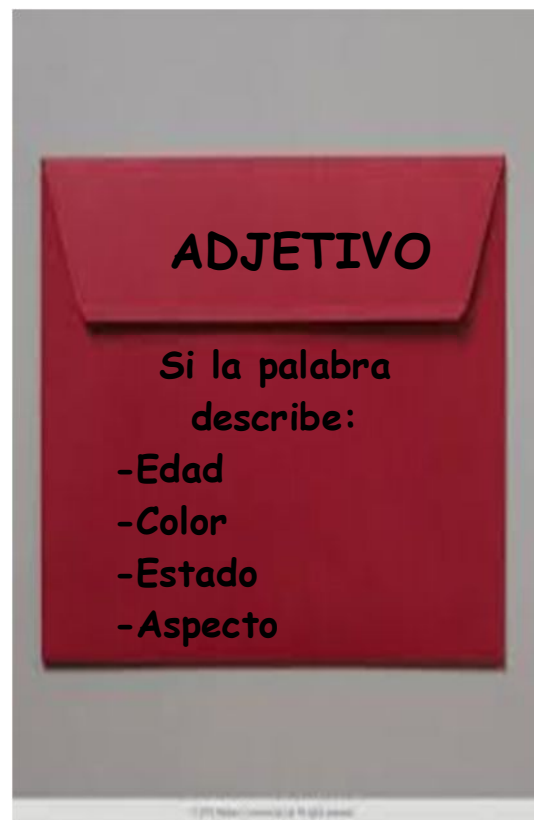 ADJETIVO
Si la palabra
describe:
-Edad
-Color
-Estado
-Aspecto